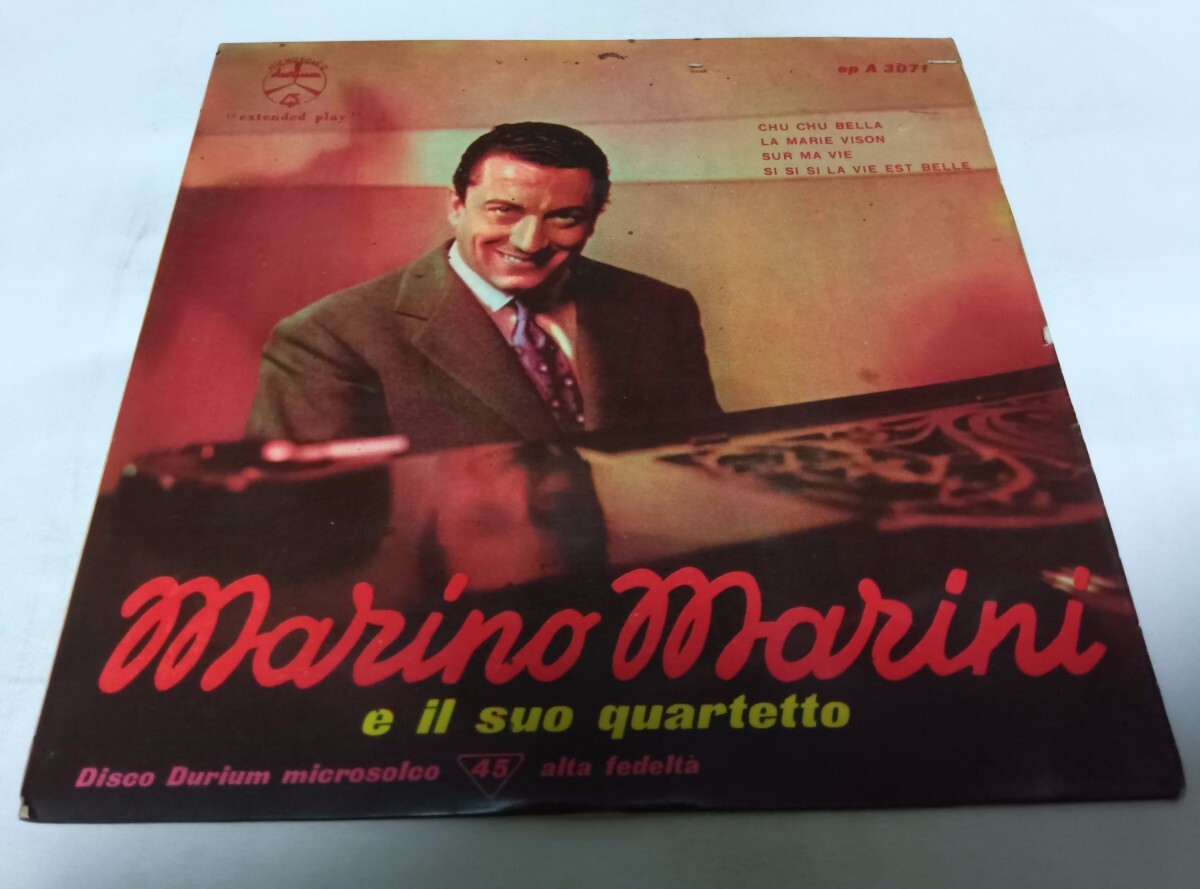 "extended play"
ep A 3071
CHU CHU BELLA
LA MARIE VISON
SUR MA VIE
SI SI SI LA VIE EST BELLE
Marino Marini
e il suo quartetto
Disco Durium microsolco 45 alta fedeltà